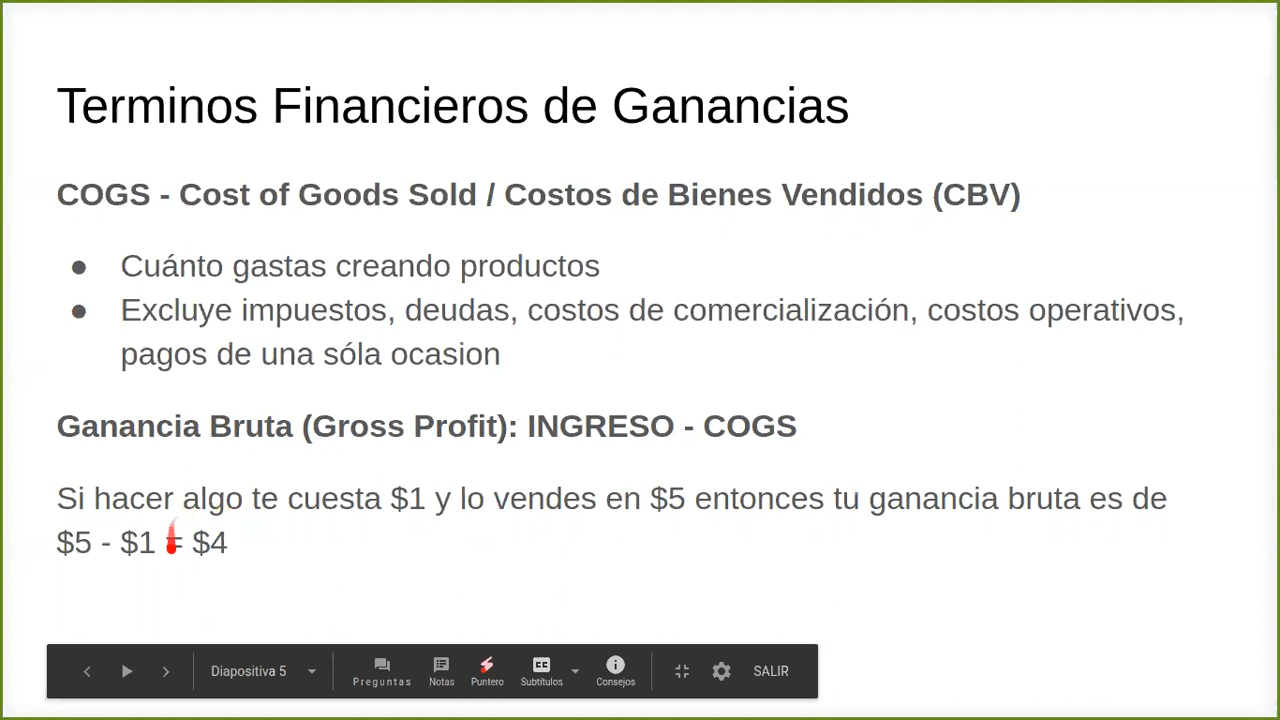 Terminos Financieros de Ganancias
COGS - Cost of Goods Sold / Costos de Bienes Vendidos (CBV)
● Cuánto gastas creando productos
● Excluye impuestos, deudas, costos de comercialización, costos operativos,
pagos de una sóla ocasion
Ganancia Bruta (Gross Profit): INGRESO - COGS
Si hacer algo te cuesta $1 y lo vendes en $5 entonces tu ganancia bruta es de
$5 - $1 = $4
Diapositiva 5 Preguntas Notas Puntero Subtítulos Consejos SALIR